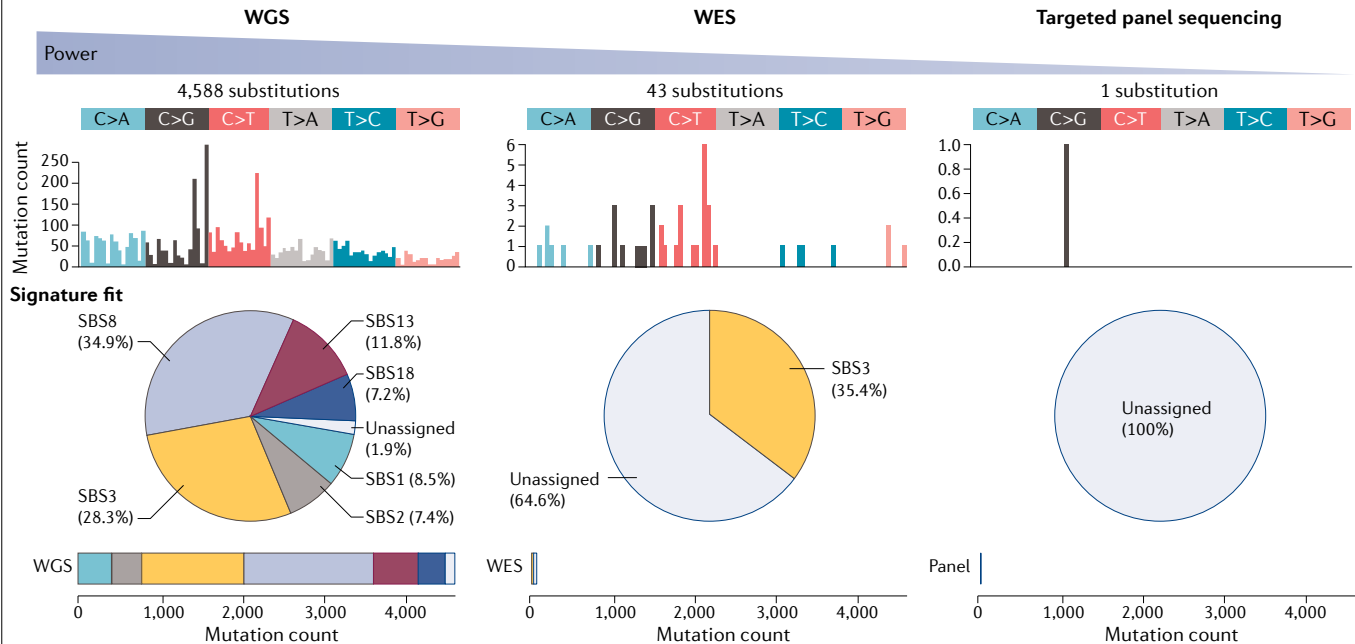 WGS
WES
Targeted panel sequencing
Power
4,588 substitutions
C>A C>G C>T T>A T>C T>G
Mutation count
250
200
150
100
50
0
43 substitutions
C>A C>G C>T T>A T>C T>G
6
5
4
3
2
1
0
1 substitution
C>A C>G C>T T>A T>C T>G
1.0
0.8
0.6
0.4
0.2
0.0
Signature fit
SBS8
(34.9%)
SBS13
(11.8%)
SBS18
(7.2%)
Unassigned
(1.9%)
SBS1 (8.5%)
SBS2 (7.4%)
SBS3
(28.3%)
SBS3
(35.4%)
Unassigned
(64.6%)
Unassigned
(100%)
WGS
0 1,000 2,000 3,000 4,000
Mutation count
WES
0 1,000 2,000 3,000 4,000
Mutation count
Panel
0 1,000 2,000 3,000 4,000
Mutation count